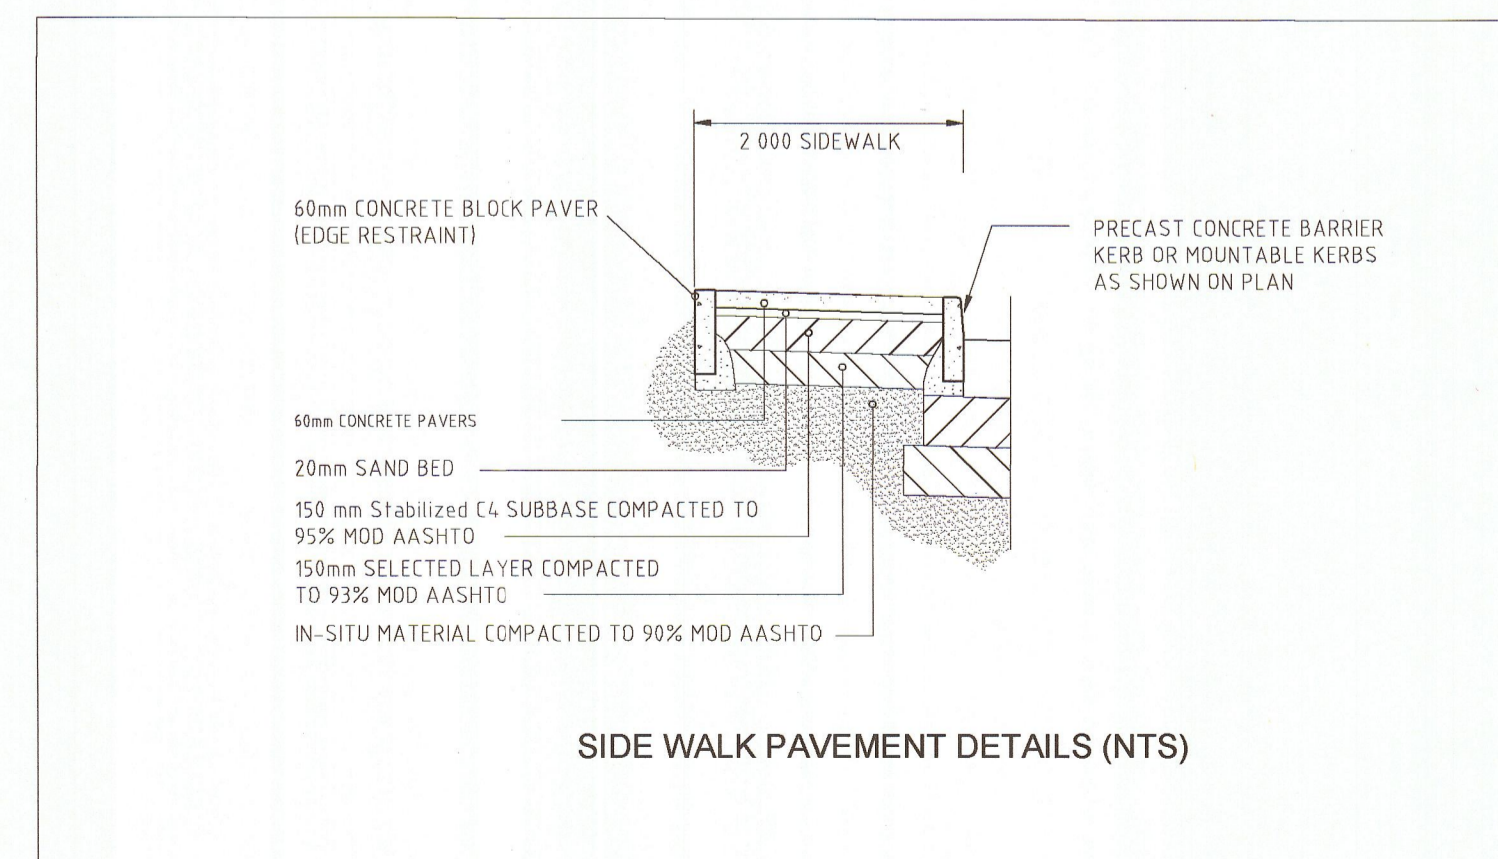 2 000 SIDEWALK
60mm CONCRETE BLOCK PAVER
(EDGE RESTRAINT)
PRECAST CONCRETE BARRIER
KERB OR MOUNTABLE KERBS
AS SHOWN ON PLAN
60mm CONCRETE PAVERS
20mm SAND BED
150 mm Stabilized C4 SUBBASE COMPACTED TO
95% MOD AASHTO
150mm SELECTED LAYER COMPACTED
TO 93% MOD AASHTO
IN-SITU MATERIAL COMPACTED TO 90% MOD AASHTO
SIDE WALK PAVEMENT DETAILS (NTS)